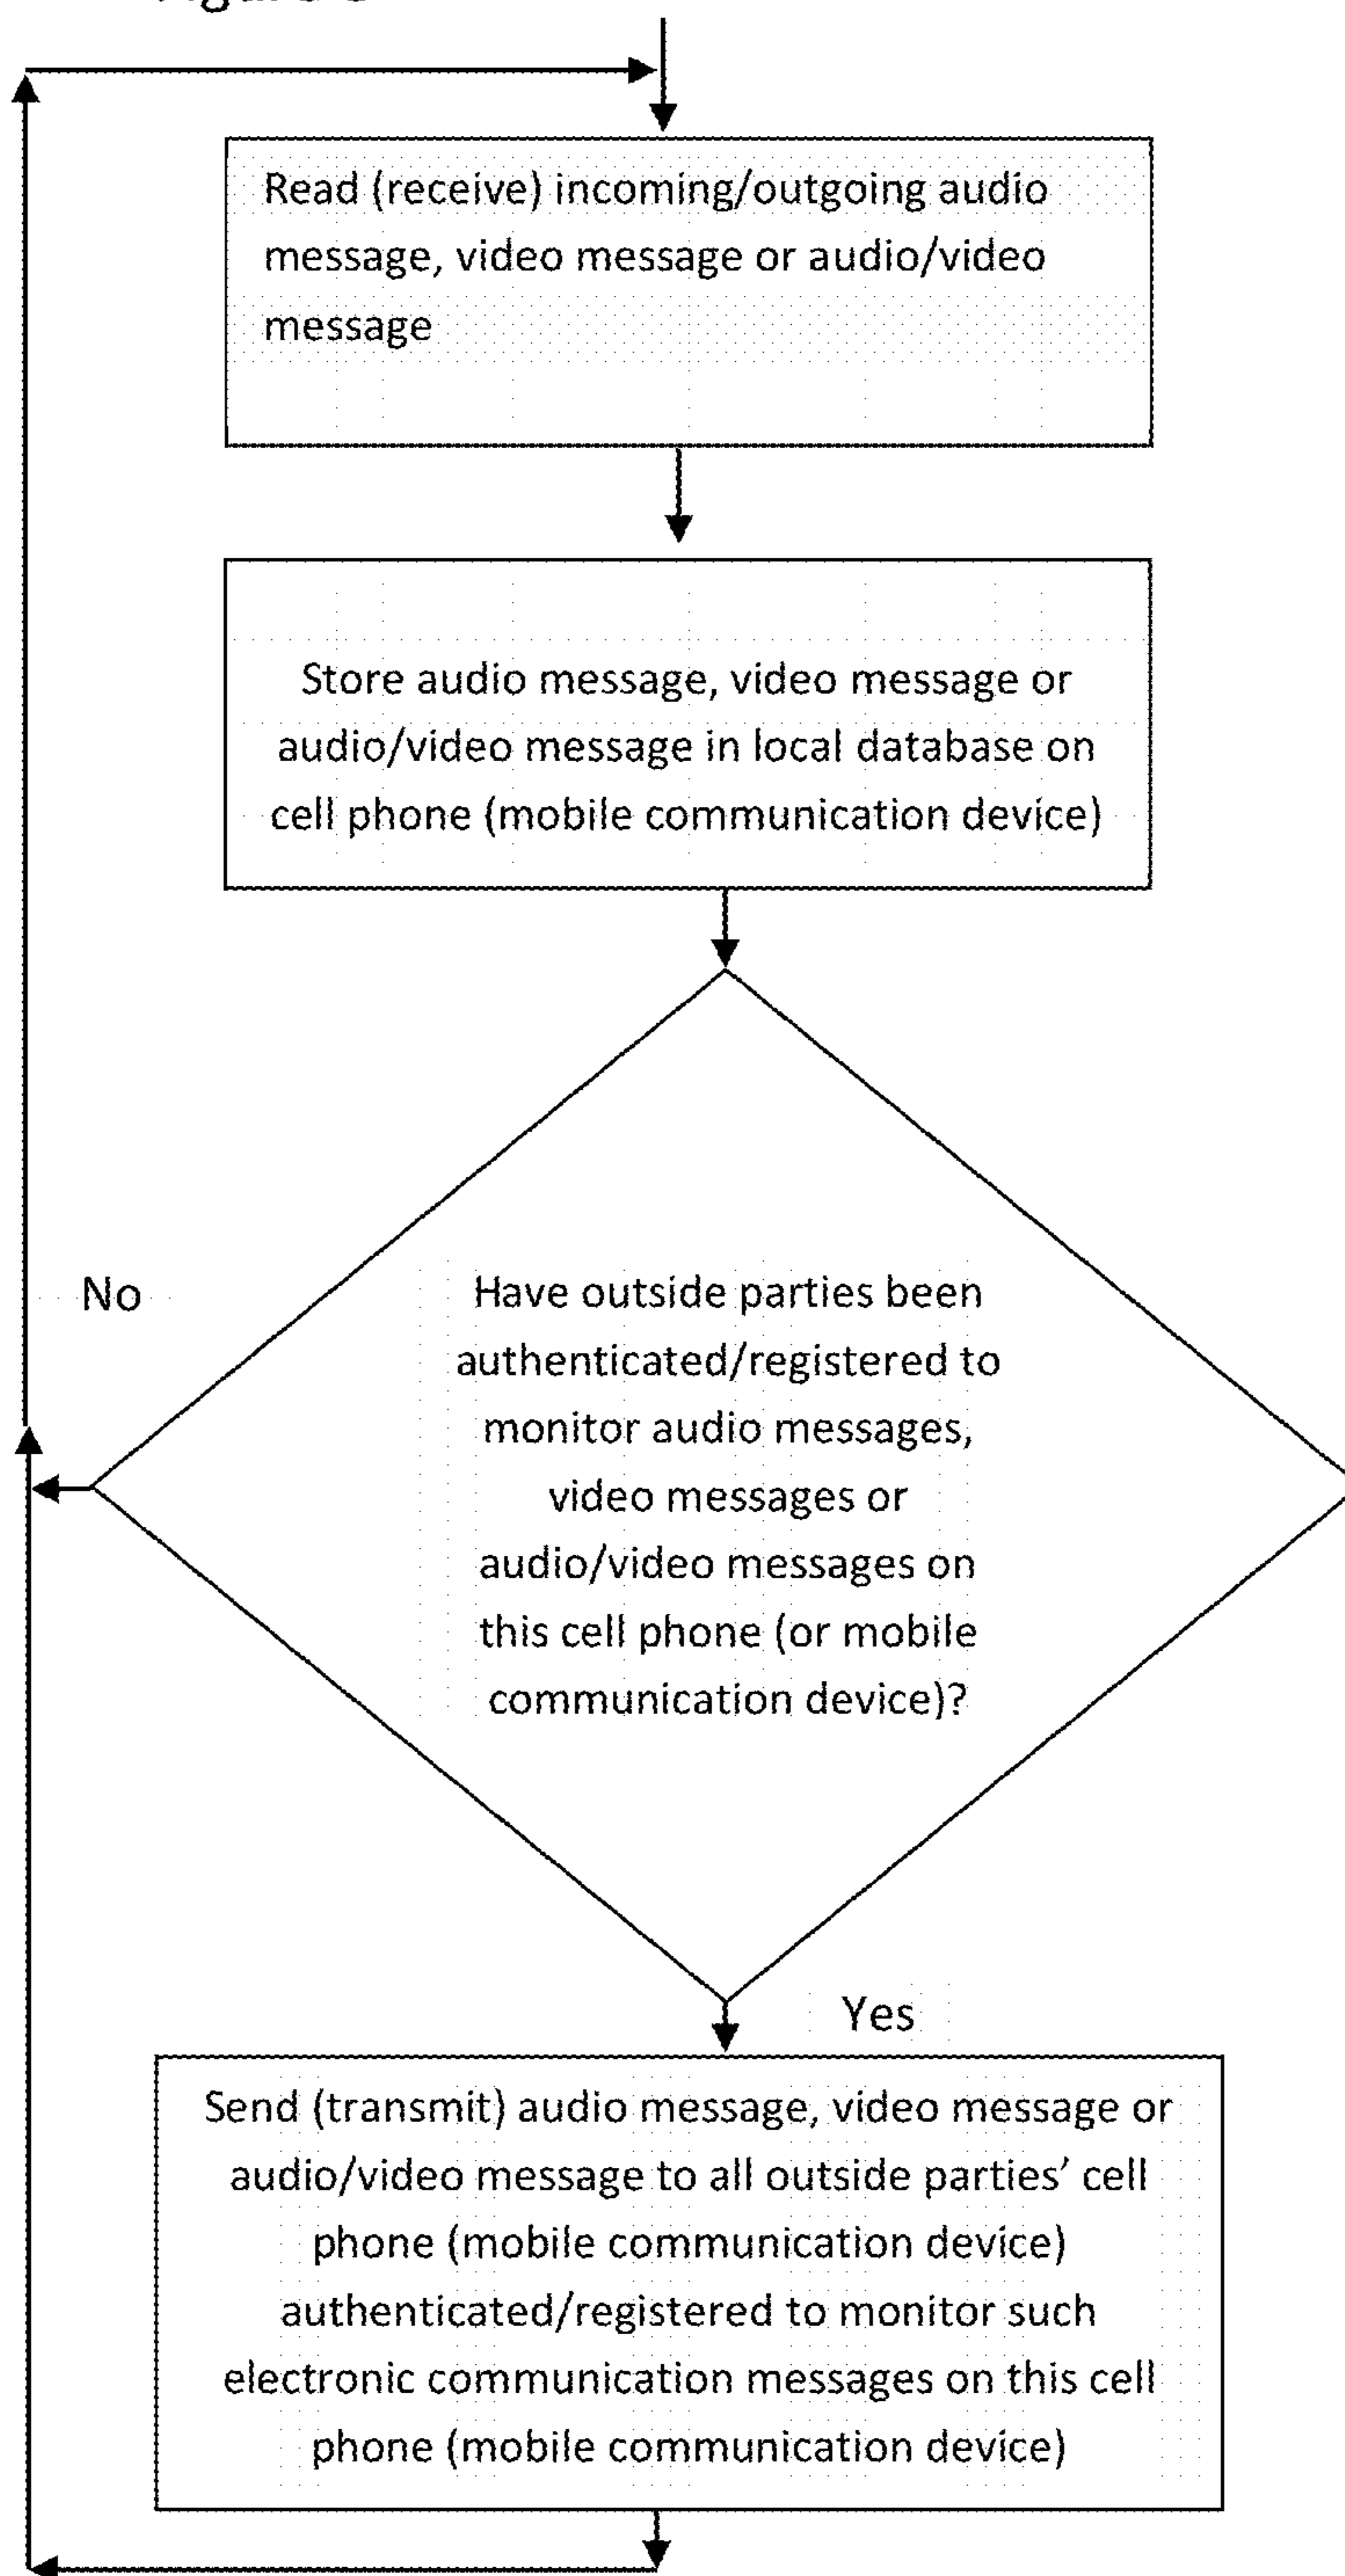 Read (receive) incoming/outgoing audio
message, video message or audio/video
message
Store audio message, video message or
audio/video message in local database on
cell phone (mobile communication device)
No
Have outside parties been
authenticated/registered to
monitor audio messages,
video messages or
audio/video messages on
this cell phone (or mobile
communication device)?
Yes
Send (transmit) audio message, video message or
audio/video message to all outside parties’ cell
phone (mobile communication device)
authenticated/registered to monitor such
electronic communication messages on this cell
phone (mobile communication device)